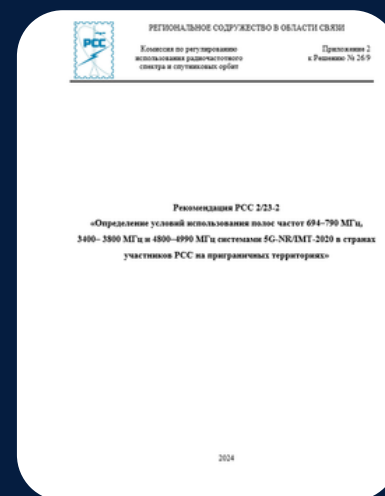 РЕГИОНАЛЬНОЕ СОДРУЖЕСТВО В ОБЛАСТИ СВЯЗИ
РСС
Комиссия по регулированию
использования радиочастотного
спектра и спутниковых орбит
Приложение 2
к Решению № 26/9
Рекомендация РСС 2/23-2
«Определение условий использования полос частот 694–790 МГц,
3400– 3800 МГц и 4800–4990 МГц системами 5G-NR/IMT-2020 в странах
участников РСС на приграничных территориях»
2024